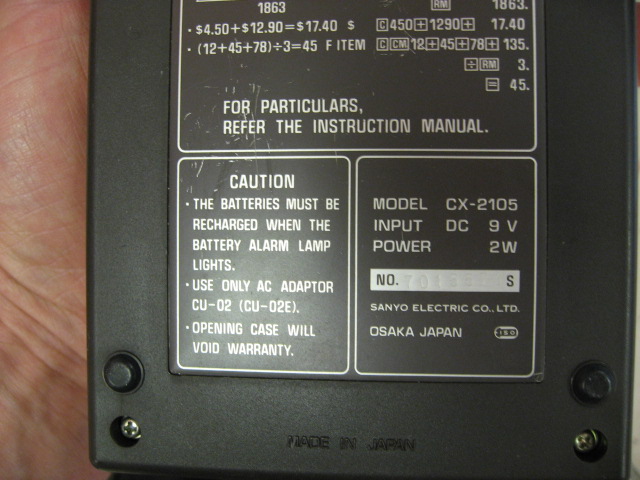 1863 RM 1863.
· $4.50+$12.90=$17.40 $ C450+1290+ 17.40
· (12+45+78)÷3=45 F ITEM CCM12+45+78+ 135.
÷RM 3.
= 45.
FOR PARTICULARS,
REFER THE INSTRUCTION MANUAL.
CAUTION
· THE BATTERIES MUST BE
RECHARGED WHEN THE
BATTERY ALARM LAMP
LIGHTS.
· USE ONLY AC ADAPTOR
CU-02 (CU-02E).
· OPENING CASE WILL
VOID WARRANTY.
MODEL CX-2105
INPUT DC 9 V
POWER 2W
NO. S
SANYO ELECTRIC CO., LTD.
OSAKA JAPAN
MADE IN JAPAN